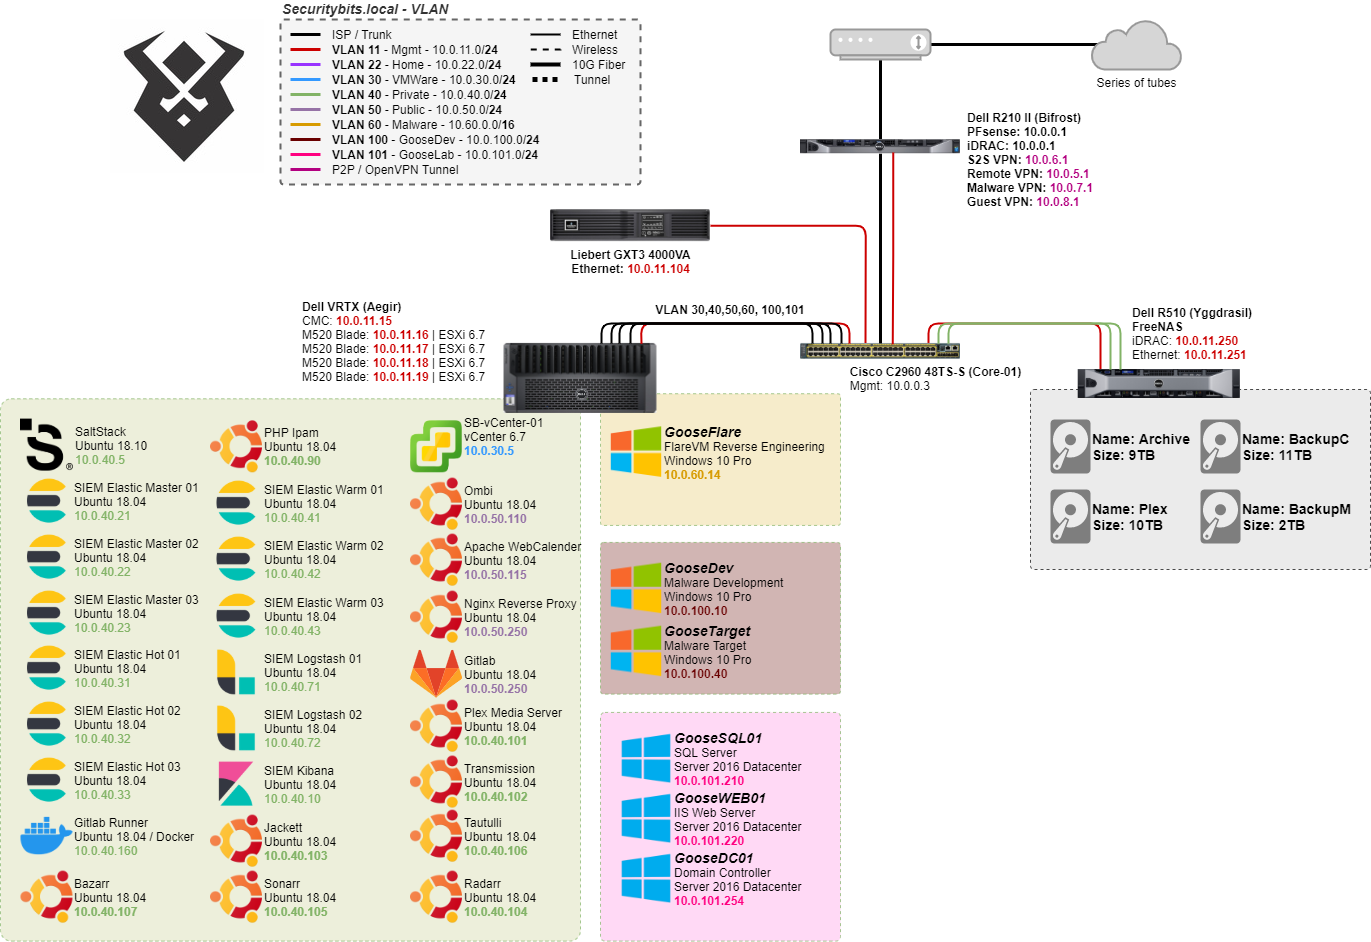 Securitybits.local - VLAN
ISP / Trunk
VLAN 11 - Mgmt - 10.0.11.0/24
VLAN 22 - Home - 10.0.22.0/24
VLAN 30 - VMWare - 10.0.30.0/24
VLAN 40 - Private - 10.0.40.0/24
VLAN 50 - Public - 10.0.50.0/24
VLAN 60 - Malware - 10.60.0.0/16
VLAN 100 - GooseDev - 10.0.100.0/24
VLAN 101 - GooseLab - 10.0.101.0/24
P2P / OpenVPN Tunnel
Ethernet
Wireless
10G Fiber
Tunnel
Series of tubes
Dell R210 II (Bifrost)
PFsense: 10.0.0.1
iDRAC: 10.0.0.1
S2S VPN: 10.0.6.1
Remote VPN: 10.0.5.1
Malware VPN: 10.0.7.1
Guest VPN: 10.0.8.1
Liebert GXT3 4000VA
Ethernet: 10.0.11.104
Dell VRTX (Aegir)
CMC: 10.0.11.15
M520 Blade: 10.0.11.16 | ESXi 6.7
M520 Blade: 10.0.11.17 | ESXi 6.7
M520 Blade: 10.0.11.18 | ESXi 6.7
M520 Blade: 10.0.11.19 | ESXi 6.7
VLAN 30,40,50,60, 100,101
Cisco C2960 48TS-S (Core-01)
Mgmt: 10.0.0.3
Dell R510 (Yggdrasil)
FreeNAS
iDRAC: 10.0.11.250
Ethernet: 10.0.11.251
Name: Archive
Size: 9TB
Name: BackupC
Size: 11TB
Name: Plex
Size: 10TB
Name: BackupM
Size: 2TB
SaltStack
Ubuntu 18.10
10.0.40.5
SIEM Elastic Master 01
Ubuntu 18.04
10.0.40.21
SIEM Elastic Master 02
Ubuntu 18.04
10.0.40.22
SIEM Elastic Master 03
Ubuntu 18.04
10.0.40.23
SIEM Elastic Hot 01
Ubuntu 18.04
10.0.40.31
SIEM Elastic Hot 02
Ubuntu 18.04
10.0.40.32
SIEM Elastic Hot 03
Ubuntu 18.04
10.0.40.33
Gitlab Runner
Ubuntu 18.04 / Docker
10.0.40.160
Bazarr
Ubuntu 18.04
10.0.40.107
PHP Ipam
Ubuntu 18.04
10.0.40.90
SIEM Elastic Warm 01
Ubuntu 18.04
10.0.40.41
SIEM Elastic Warm 02
Ubuntu 18.04
10.0.40.42
SIEM Elastic Warm 03
Ubuntu 18.04
10.0.40.43
SIEM Logstash 01
Ubuntu 18.04
10.0.40.71
SIEM Logstash 02
Ubuntu 18.04
10.0.40.72
SIEM Kibana
Ubuntu 18.04
10.0.40.10
Jackett
Ubuntu 18.04
10.0.40.103
Sonarr
Ubuntu 18.04
10.0.40.105
SB-vCenter-01
vCenter 6.7
10.0.30.5
Ombi
Ubuntu 18.04
10.0.50.110
Apache WebCalender
Ubuntu 18.04
10.0.50.115
Nginx Reverse Proxy
Ubuntu 18.04
10.0.50.250
Gitlab
Ubuntu 18.04
10.0.50.250
Plex Media Server
Ubuntu 18.04
10.0.40.101
Transmission
Ubuntu 18.04
10.0.40.102
Tautulli
Ubuntu 18.04
10.0.40.106
Radarr
Ubuntu 18.04
10.0.40.104
GooseFlare
FlareVM Reverse Engineering
Windows 10 Pro
10.0.60.14
GooseDev
Malware Development
Windows 10 Pro
10.0.100.10
GooseTarget
Malware Target
Windows 10 Pro
10.0.100.40
GooseSQL01
SQL Server
Server 2016 Datacenter
10.0.101.210
GooseWEB01
IIS Web Server
Server 2016 Datacenter
10.0.101.220
GooseDC01
Domain Controller
Server 2016 Datacenter
10.0.101.254